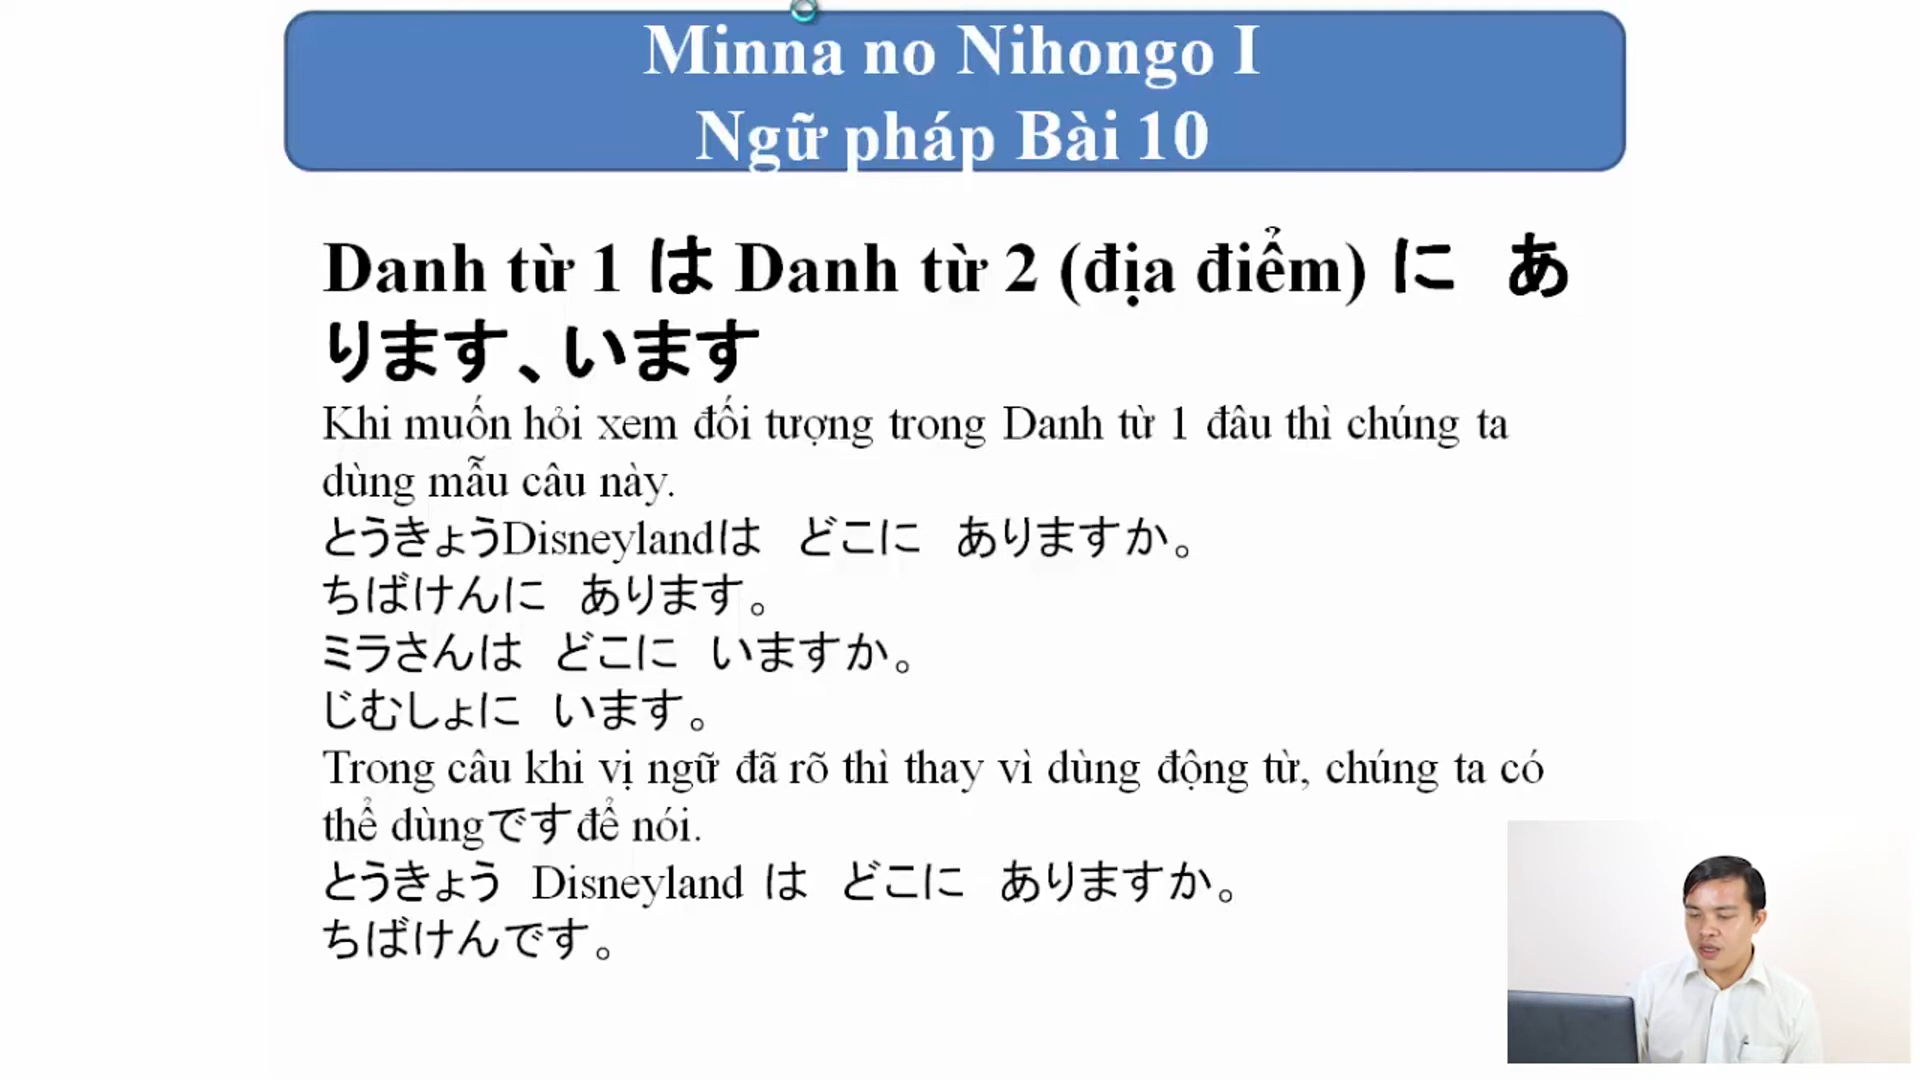 Minna no Nihongo I
Ngữ pháp Bài 10
Danh từ 1 は Danh từ 2 (địa điểm) に　あ
ります、います
Khi muốn hỏi xem đối tượng trong Danh từ 1 đâu thì chúng ta
dùng mẫu câu này.
とうきょうDisneylandは　どこに　ありますか。
ちばけんに　あります。
ミラさんは　どこに　いますか。
じむしょに　います。
Trong câu khi vị ngữ đã rõ thì thay vì dùng động từ, chúng ta có
thể dùngですđể nói.
とうきょう　Disneyland は　どこに　ありますか。
ちばけんです。